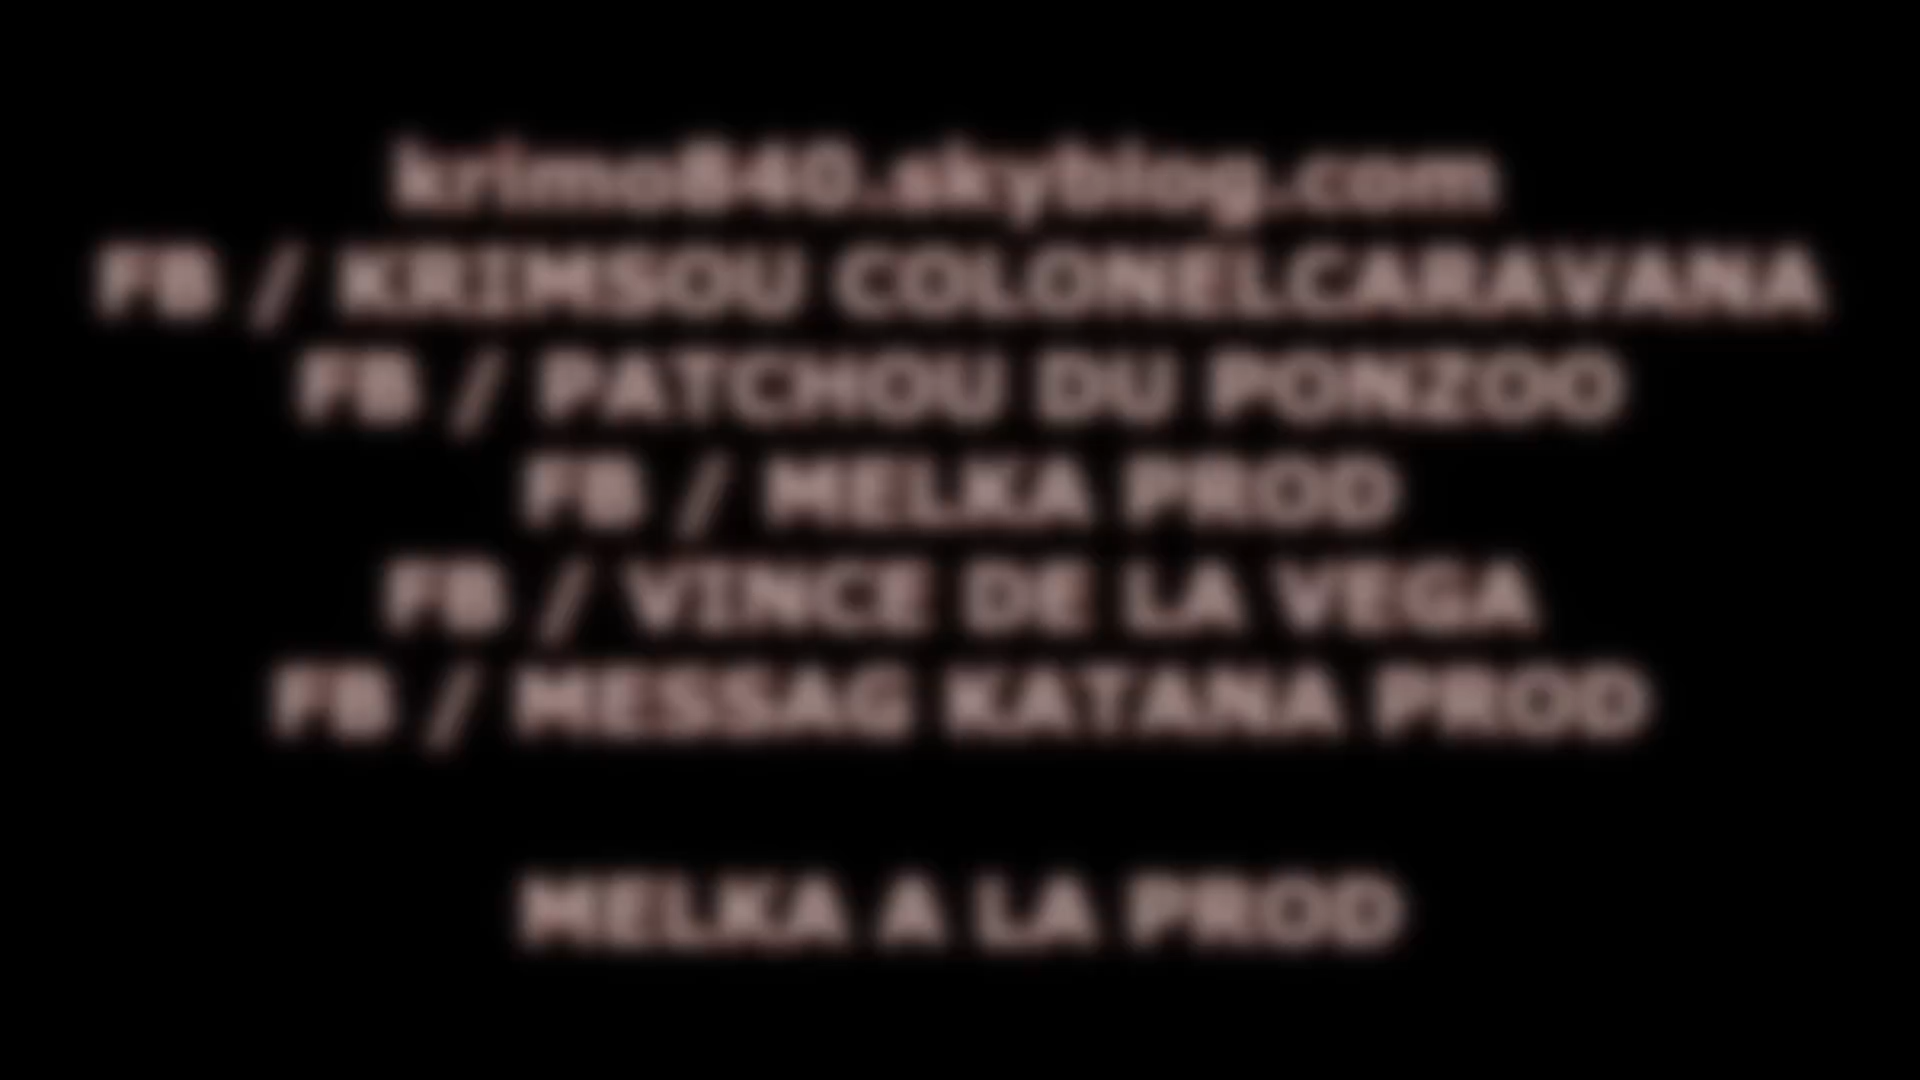 krimo840.skyblog.com
FB / KRIMSOU COLONELCARAVANA
FB / PATCHOU DU PONZOO
FB / MELKA PROD
FB / VINCE DE LA VEGA
FB / MESSAG KATANA PROD
MELKA A LA PROD